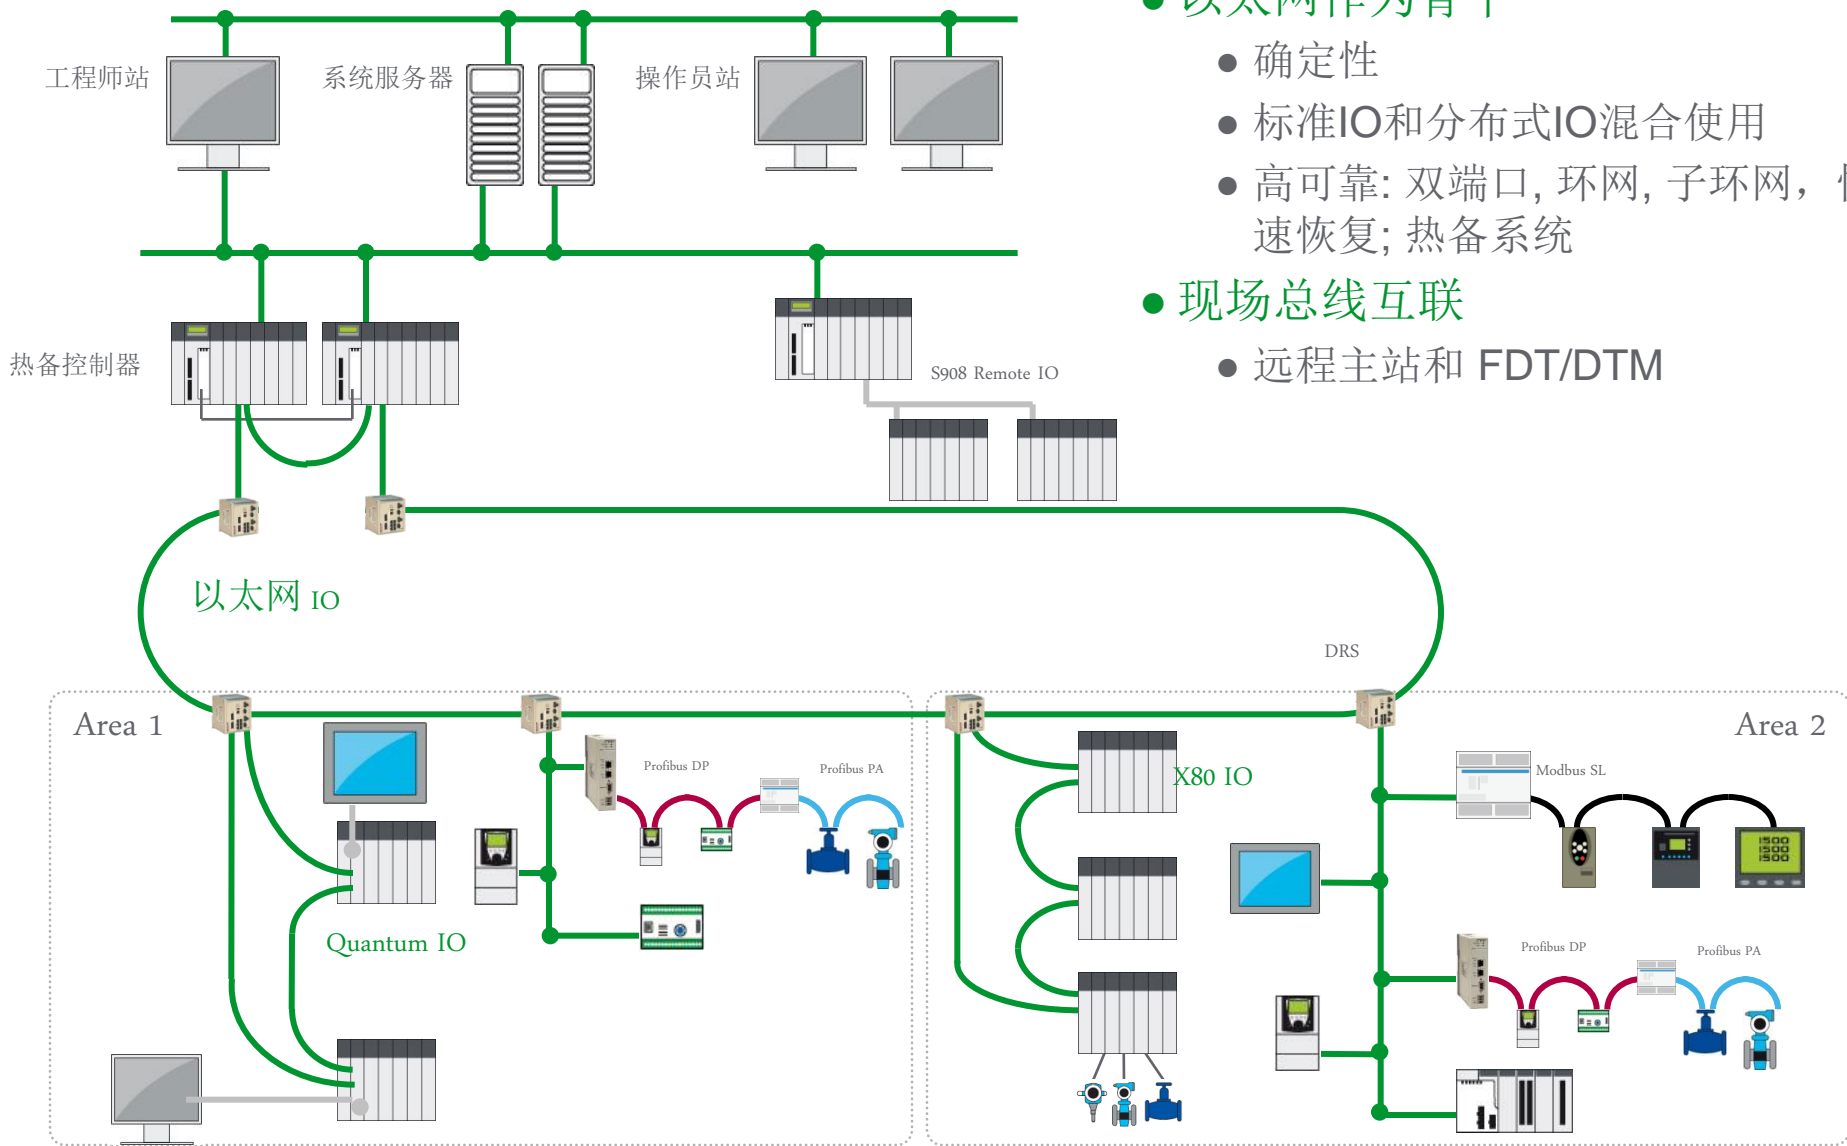 以太网作为骨干
确定性
标准IO和分布式IO混合使用
高可靠: 双端口, 环网, 子环网，
速恢复; 热备系统
现场总线互联
远程主站和 FDT/DTM
工程师站
系统服务器
操作员站
热备控制器
S908 Remote IO
以太网 IO
DRS
Area 1
Area 2
Profibus DP
Profibus PA
X80 IO
Modbus SL
1500
1500
1500
Quantum IO
Profibus DP
Profibus PA